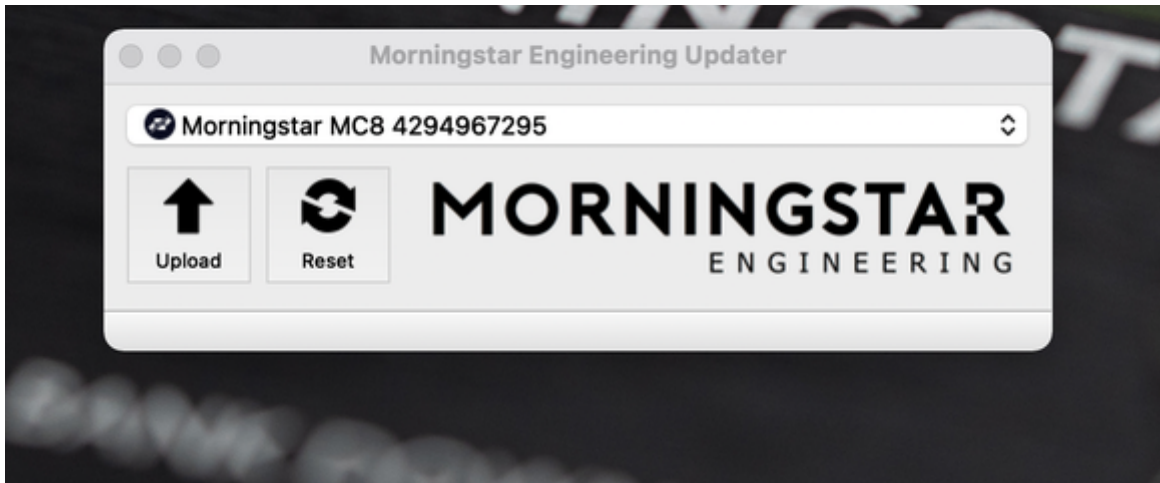 Morningstar Engineering Updater
Morningstar MC8 4294967295
Upload
Reset
MORNINGSTAR
ENGINEERING